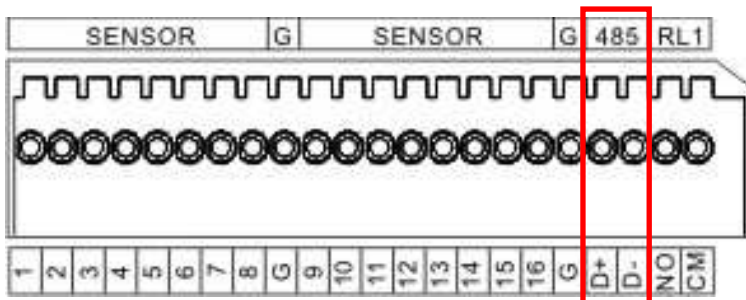 SENSOR G SENSOR G 485 RL1
1 2 3 4 5 6 7 8 G 9 10 11 12 13 14 15 16 G D+ D- NO CM